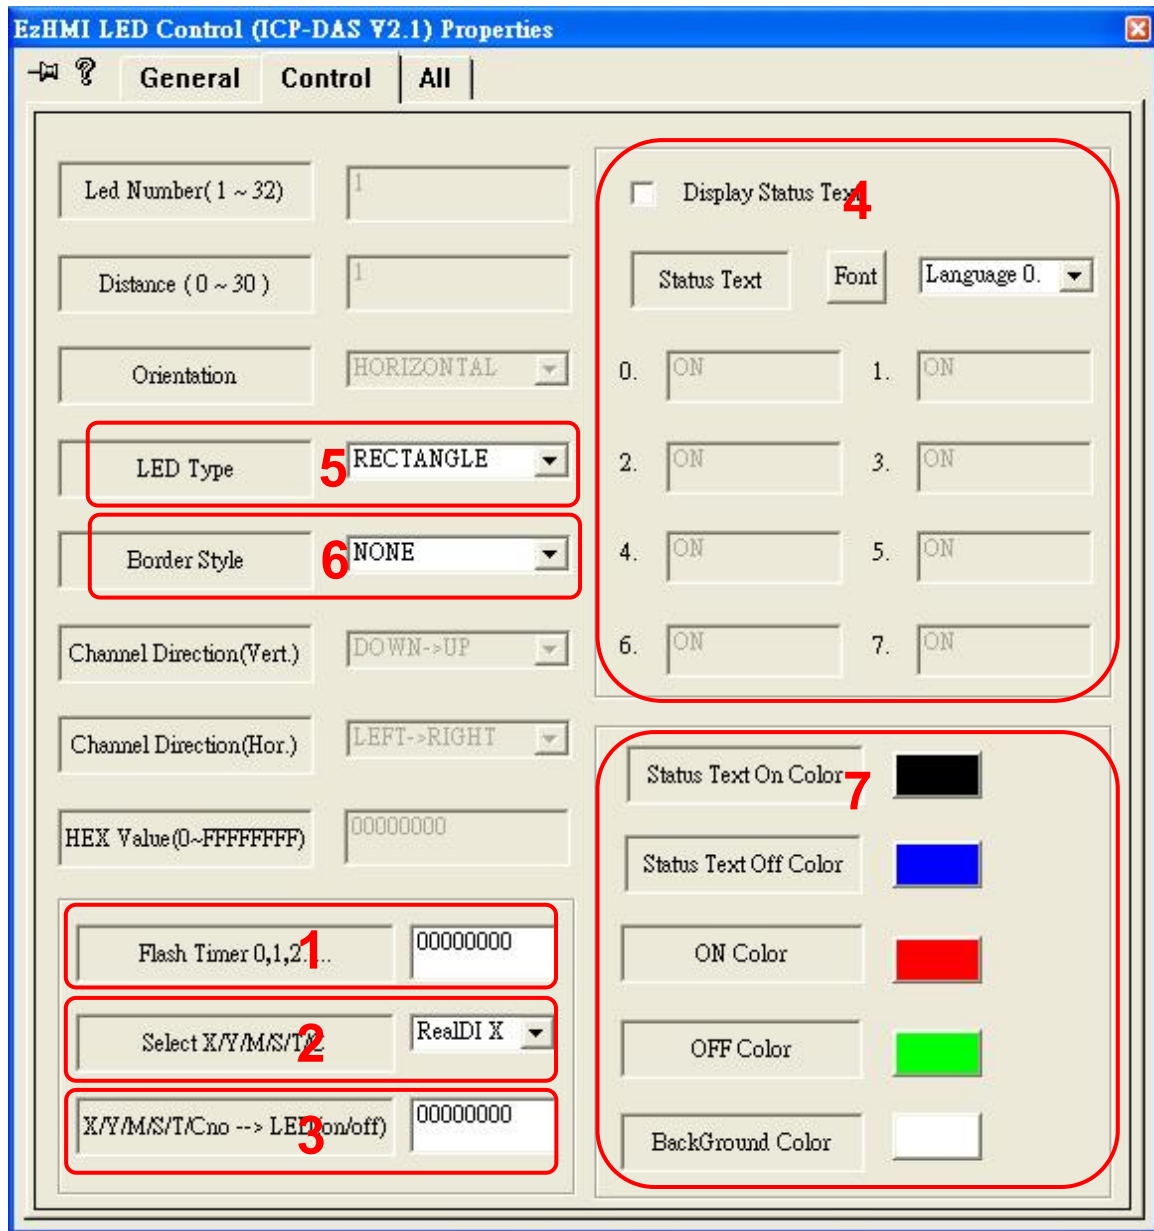 EzHMI LED Control (ICP-DAS V2.1) Properties
General Control All
Led Number( 1 ~ 32)
1
Distance ( 0 ~ 30 )
1
Orientation
HORIZONTAL
LED Type
5
RECTANGLE
Border Style
6
NONE
Channel Direction(Vert.)
DOWN->UP
Channel Direction(Hor.)
LEFT->RIGHT
HEX Value(0~FFFFFFFF)
00000000
Flash Timer 0,1,2....
1
00000000
Select X/Y/M/S/T/C
2
RealDI X
X/Y/M/S/T/Cno --> LED(on/off)
3
00000000
Display Status Text
4
Status Text
Font
Language 0.
0. ON
1. ON
2. ON
3. ON
4. ON
5. ON
6. ON
7. ON
Status Text On Color
7
Status Text Off Color
ON Color
OFF Color
BackGround Color